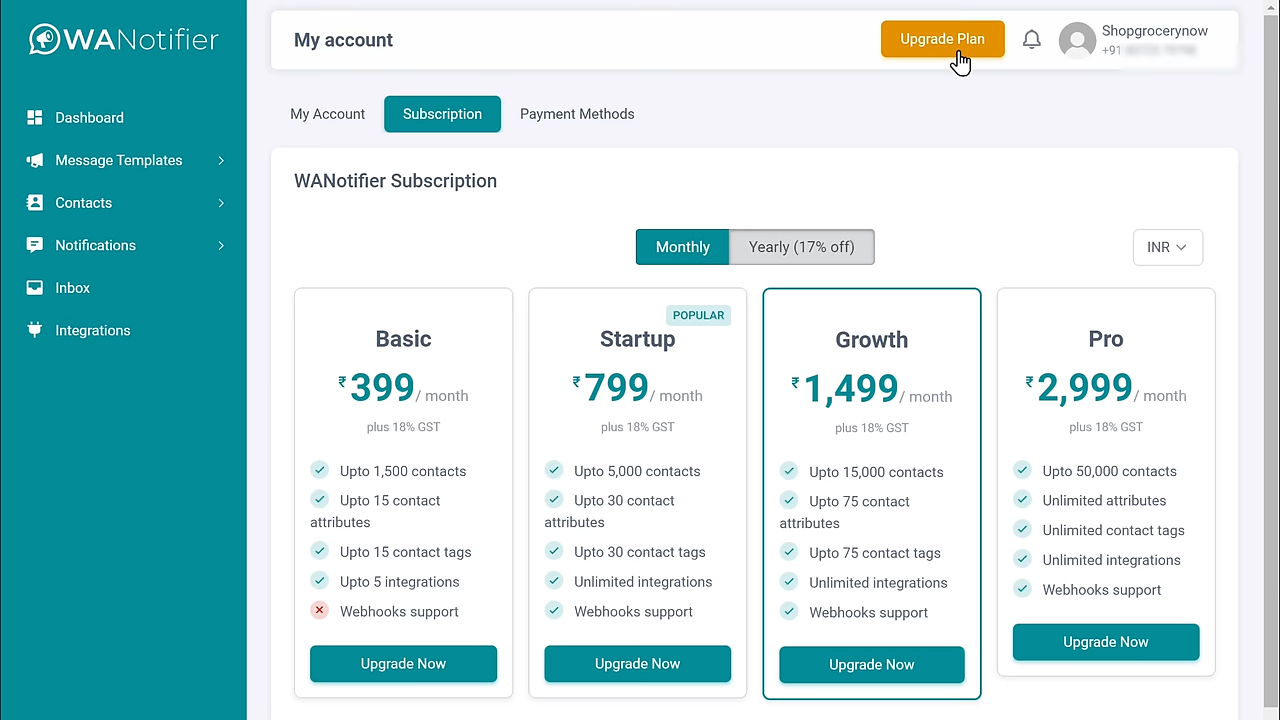 WANotifier
Dashboard
Message Templates
Contacts
Notifications
Inbox
Integrations
My account
Upgrade Plan
Shopgrocerynow
+91
My Account
Subscription
Payment Methods
WANotifier Subscription
Monthly
Yearly (17% off)
INR
Basic
₹399/ month
plus 18% GST
Upto 1,500 contacts
Upto 15 contact
attributes
Upto 15 contact tags
Upto 5 integrations
Webhooks support
Upgrade Now
POPULAR
Startup
₹799/ month
plus 18% GST
Upto 5,000 contacts
Upto 30 contact
attributes
Upto 30 contact tags
Unlimited integrations
Webhooks support
Upgrade Now
Growth
₹1,499/ month
plus 18% GST
Upto 15,000 contacts
Upto 75 contact
attributes
Upto 75 contact tags
Unlimited integrations
Webhooks support
Upgrade Now
Pro
₹2,999/ month
plus 18% GST
Upto 50,000 contacts
Unlimited attributes
Unlimited contact tags
Unlimited integrations
Webhooks support
Upgrade Now